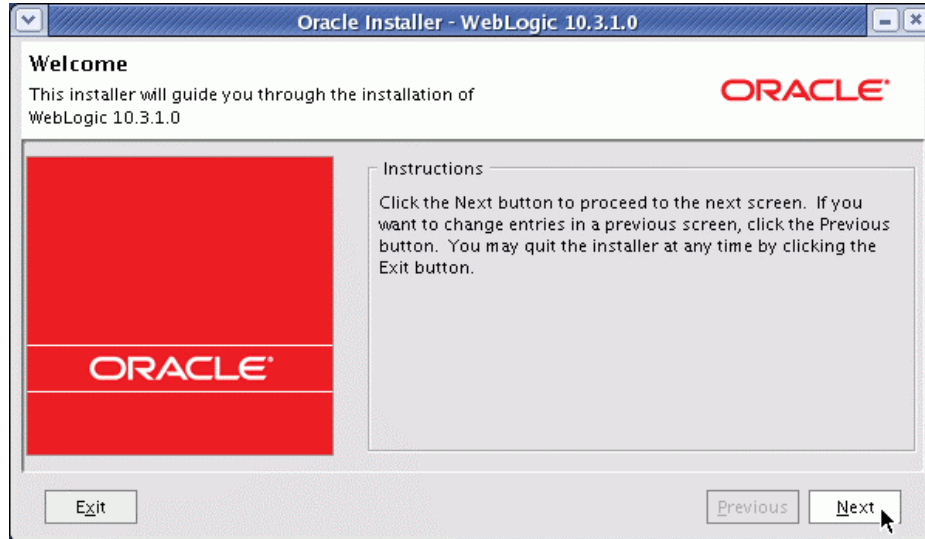 Oracle Installer - WebLogic 10.3.1.0
Welcome
This installer will guide you through the installation of
WebLogic 10.3.1.0
ORACLE
Instructions
Click the Next button to proceed to the next screen. If you
want to change entries in a previous screen, click the Previous
button. You may quit the installer at any time by clicking the
Exit button.
ORACLE
Exit
Previous
Next